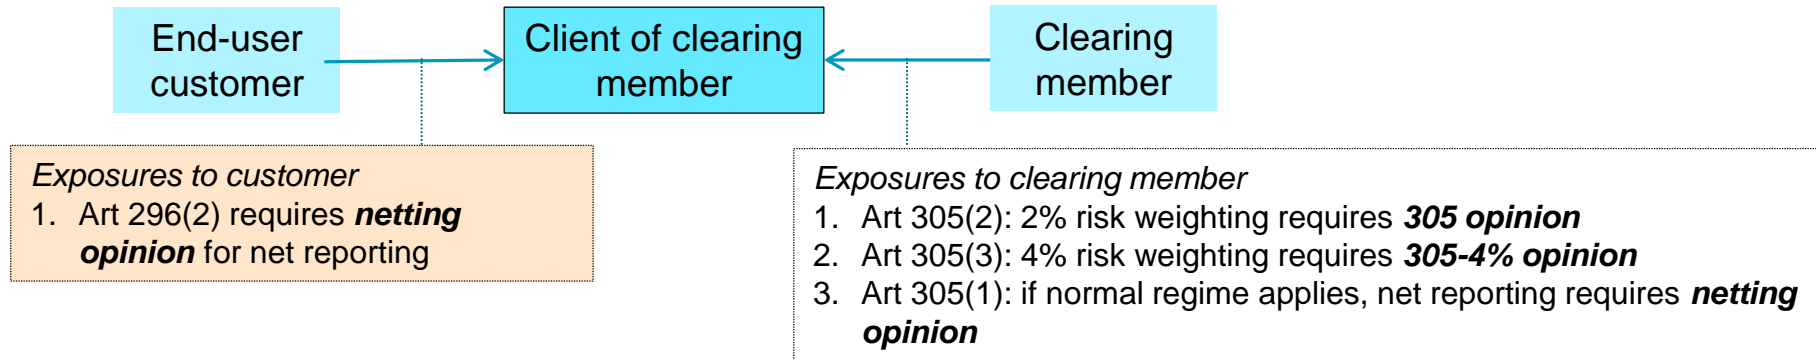 End-user
customer
Client of clearing
member
Clearing
member
Exposures to customer
1. Art 296(2) requires netting
opinion for net reporting
Exposures to clearing member
1. Art 305(2): 2% risk weighting requires 305 opinion
2. Art 305(3): 4% risk weighting requires 305-4% opinion
3. Art 305(1): if normal regime applies, net reporting requires netting
opinion